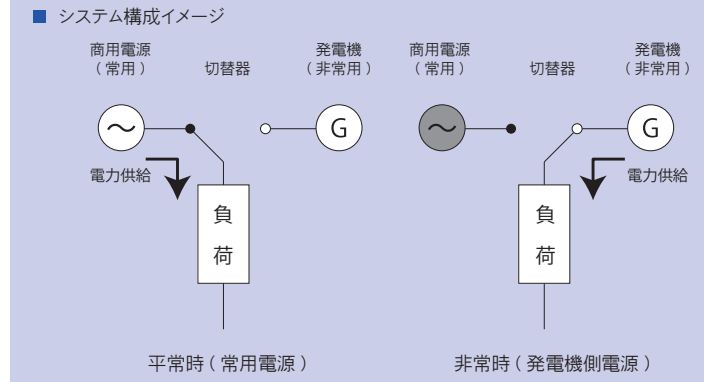 システム構成イメージ
商用電源
( 常用 )
切替器
発電機
( 非常用 )
商用電源
( 常用 )
切替器
発電機
( 非常用 )
G
G
電力供給
電力供給
負
荷
負
荷
平常時 ( 常用電源 )
非常時 ( 発電機側電源 )